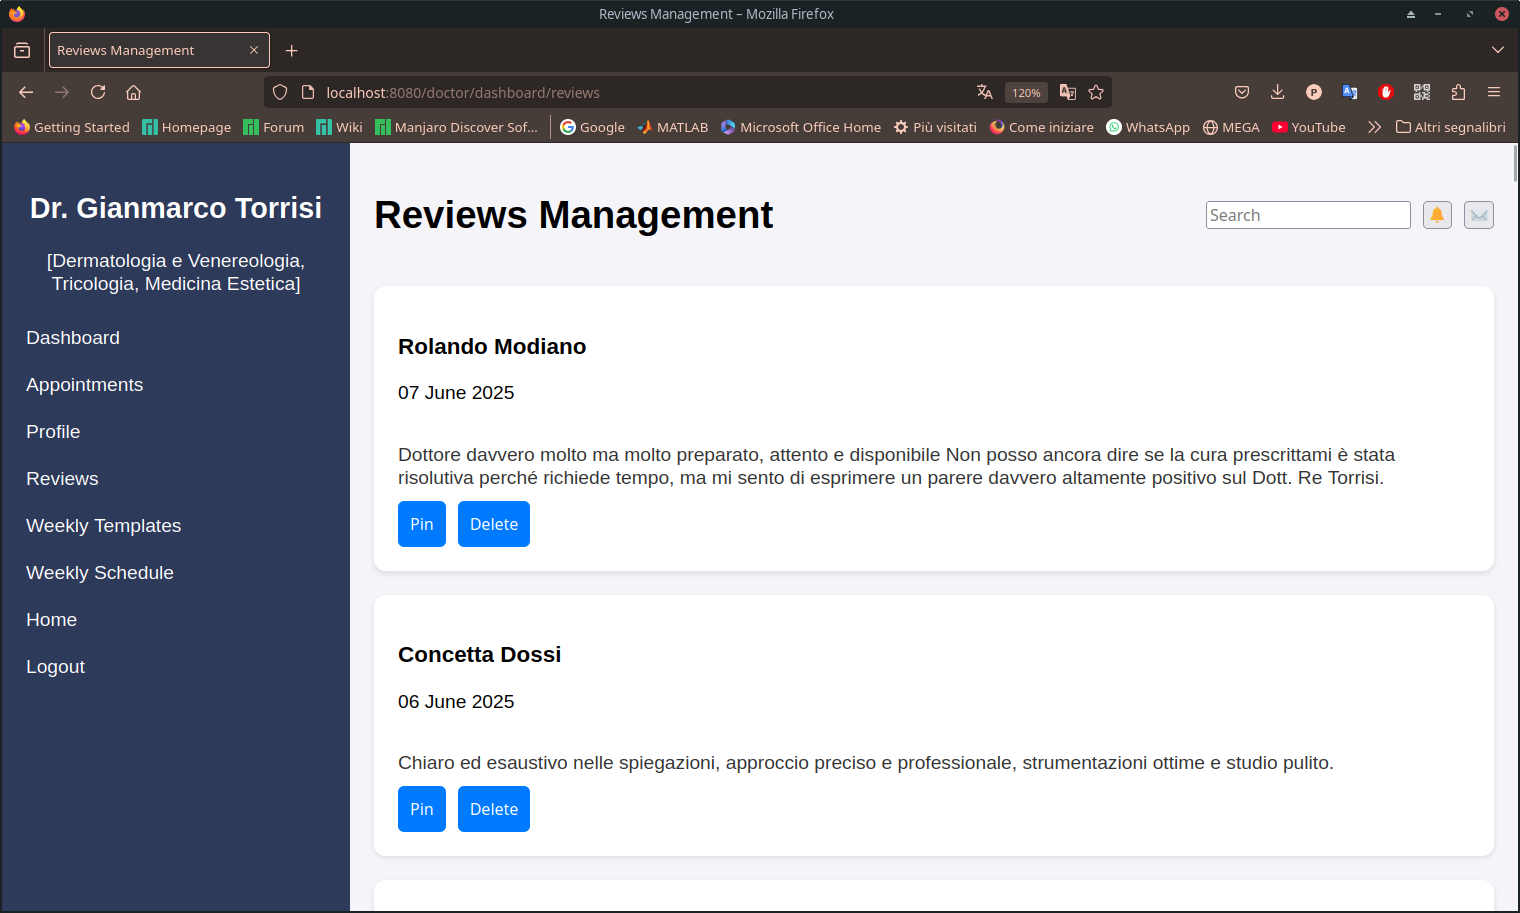 Reviews Management – Mozilla Firefox
Reviews Management
localhost:8080/doctor/dashboard/reviews
120%
Getting Started
Homepage
Forum
Wiki
Manjaro Discover Sof...
Google
MATLAB
Microsoft Office Home
Più visitati
Come iniziare
WhatsApp
MEGA
YouTube
Altri segnalibri
Dr. Gianmarco Torrisi
[Dermatologia e Venereologia,
Tricologia, Medicina Estetica]
Dashboard
Appointments
Profile
Reviews
Weekly Templates
Weekly Schedule
Home
Logout
Reviews Management
Search
Rolando Modiano
07 June 2025
Dottore davvero molto ma molto preparato, attento e disponibile Non posso ancora dire se la cura prescrittami è stata
risolutiva perché richiede tempo, ma mi sento di esprimere un parere davvero altamente positivo sul Dott. Re Torrisi.
Pin
Delete
Concetta Dossi
06 June 2025
Chiaro ed esaustivo nelle spiegazioni, approccio preciso e professionale, strumentazioni ottime e studio pulito.
Pin
Delete